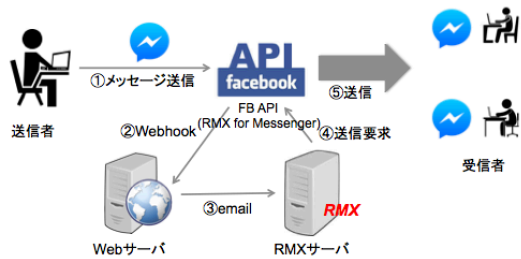 API
facebook
①メッセージ送信
⑤送信
FB API
(RMX for Messenger)
送信者
②Webhook
④送信要求
受信者
③email
RMX
Webサーバ
RMXサーバ